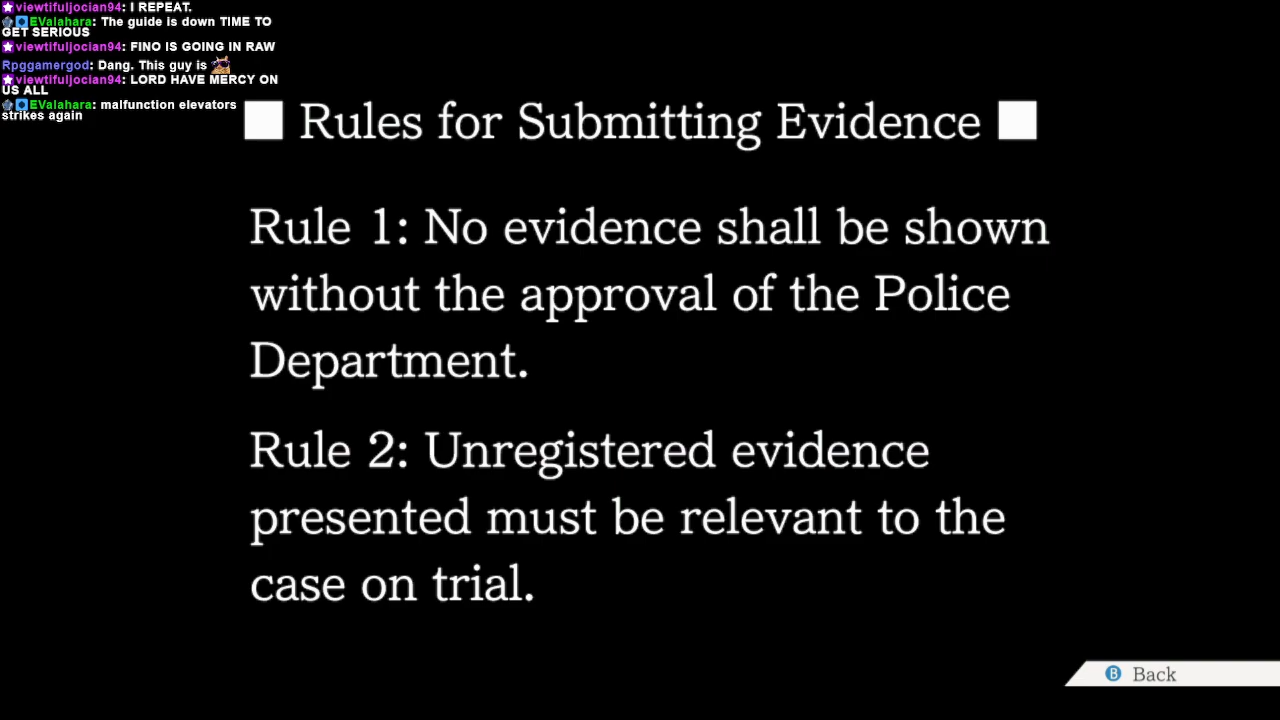 viewtifuljocian94: I REPEAT.
EValahara: The guide is down TIME TO
GET SERIOUS
viewtifuljocian94: FINO IS GOING IN RAW
Rpggamergod: Dang. This guy is
viewtifuljocian94: LORD HAVE MERCY ON
US ALL
EValahara: malfunction elevators
strikes again
■ Rules for Submitting Evidence ■
Rule 1: No evidence shall be shown
without the approval of the Police
Department.
Rule 2: Unregistered evidence
presented must be relevant to the
case on trial.
B Back